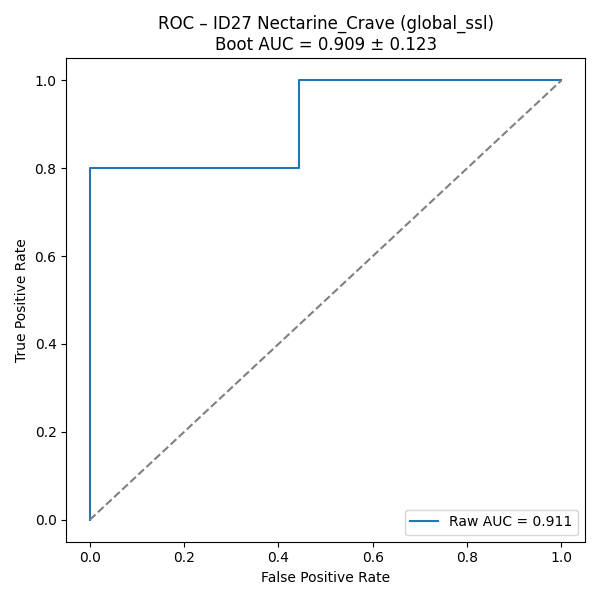 ROC – ID27 Nectarine_Crave (global_ssl)
Boot AUC = 0.909 ± 0.123
True Positive Rate
1.0
0.8
0.6
0.4
0.2
0.0
Raw AUC = 0.911
0.0 0.2 0.4 0.6 0.8 1.0
False Positive Rate